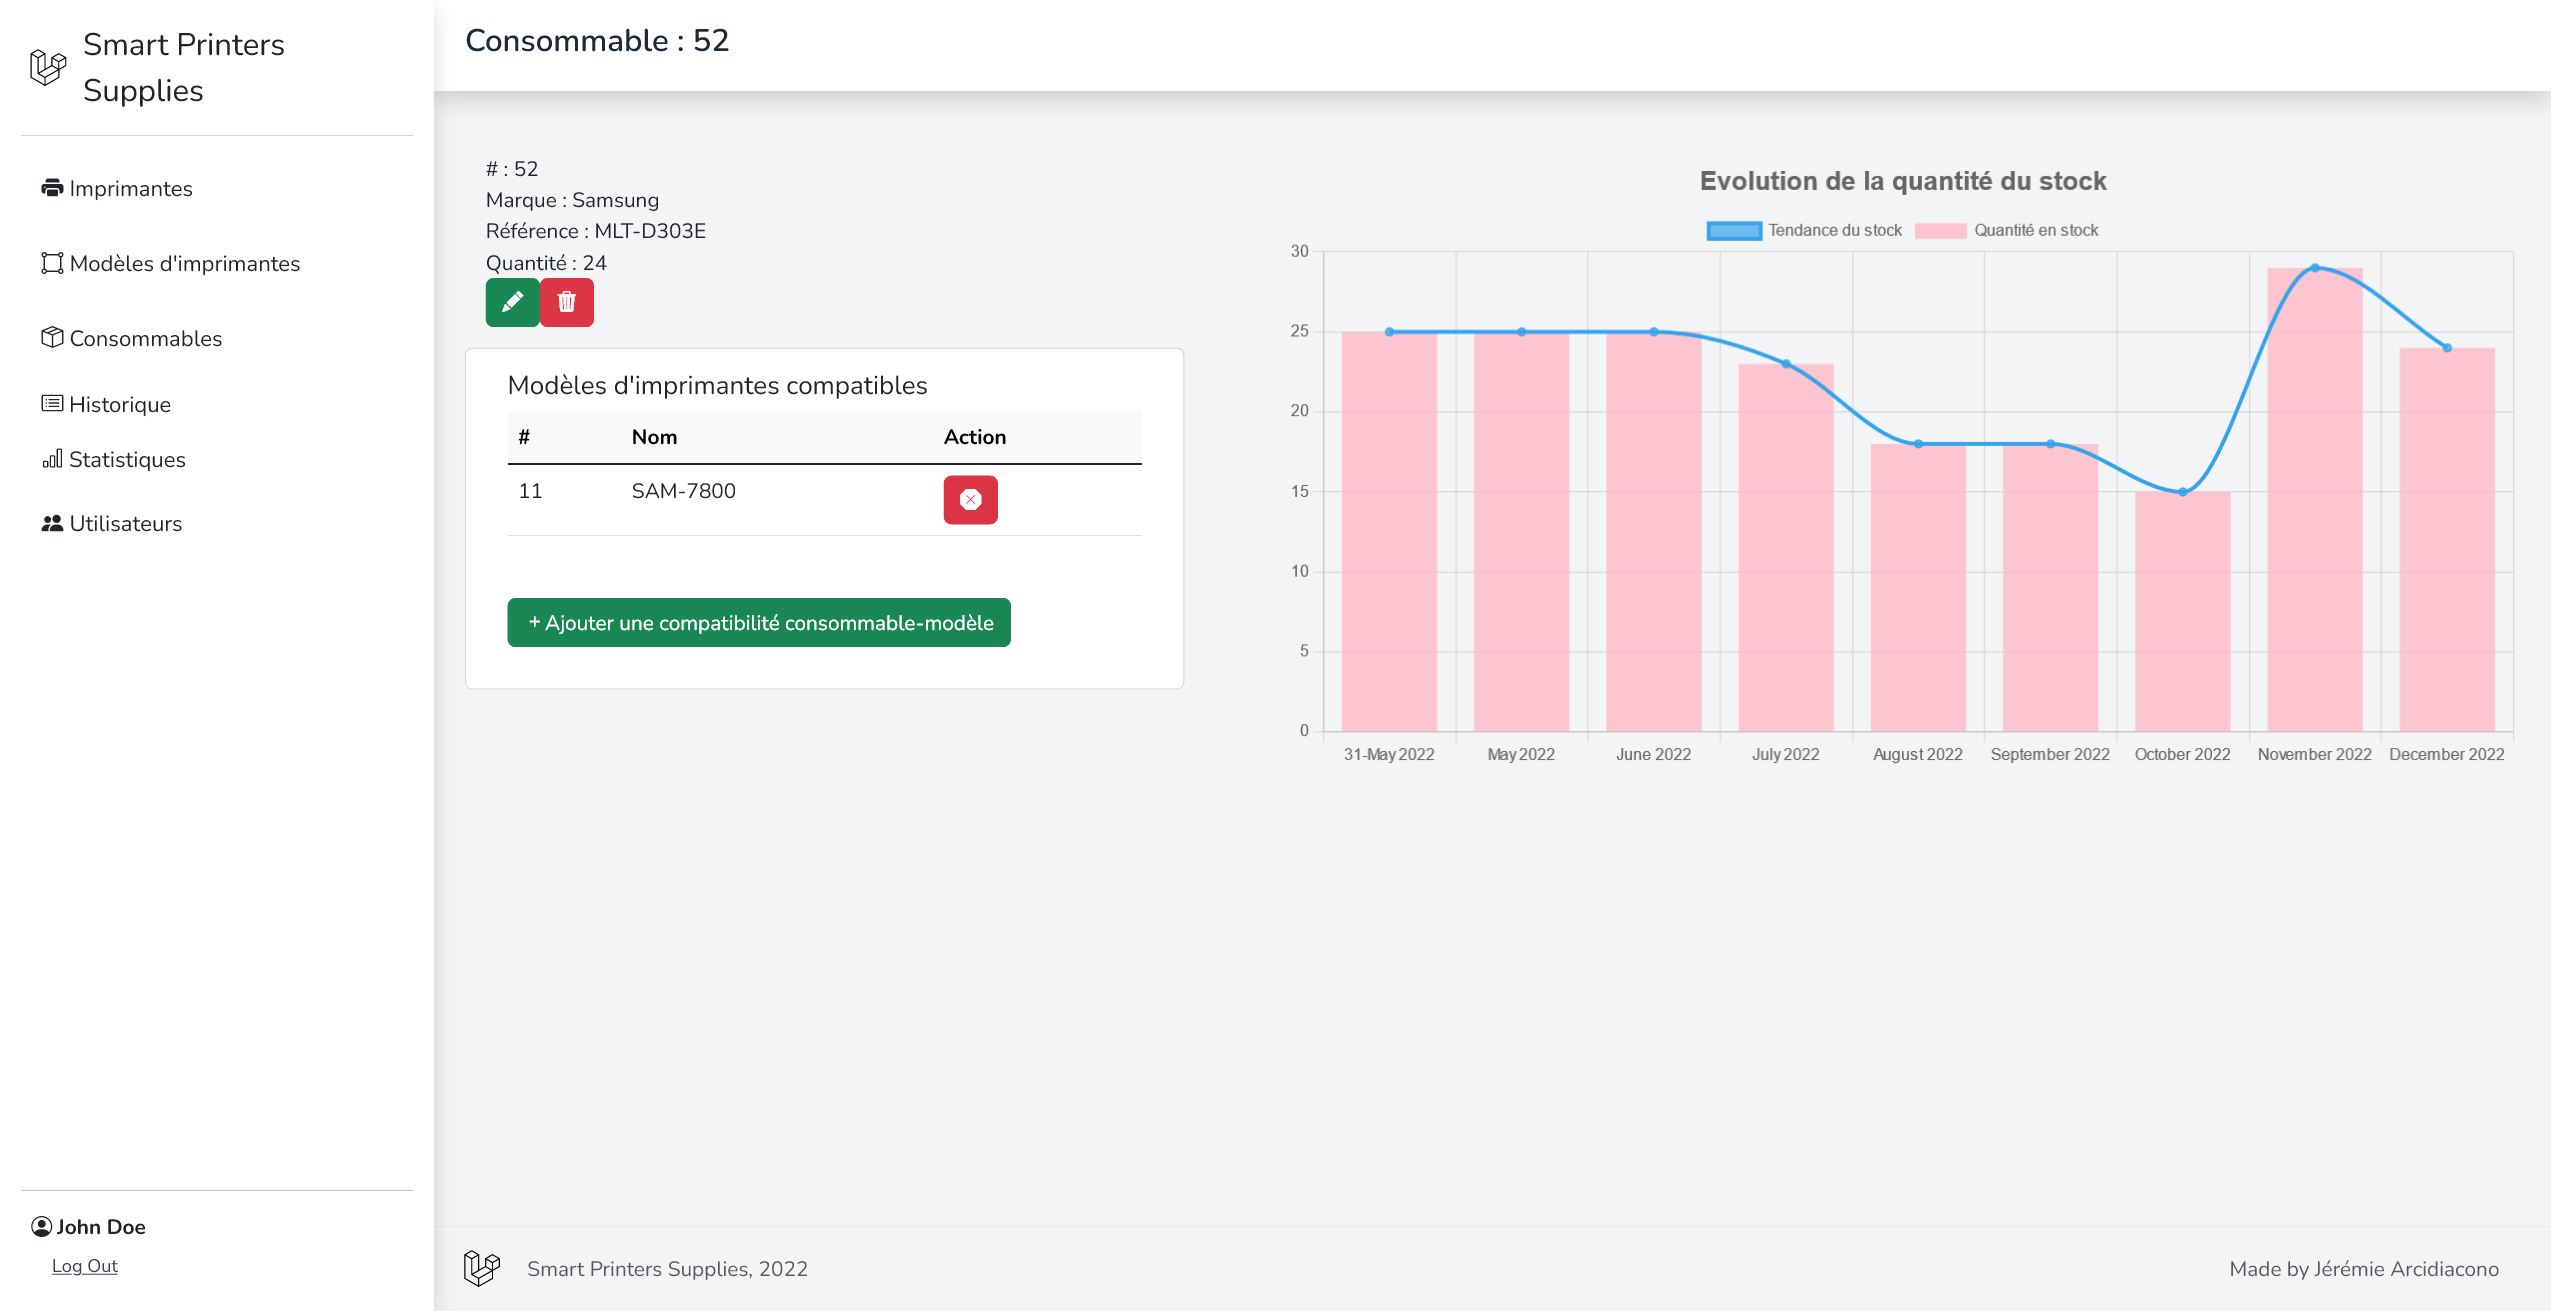 Smart Printers
Supplies
Imprimantes
Modèles d'imprimantes
Consommables
Historique
Statistiques
Utilisateurs
John Doe
Log Out
Consommable : 52
# : 52
Marque : Samsung
Référence : MLT-D303E
Quantité : 24
Modèles d'imprimantes compatibles
# Nom Action
11 SAM-7800
+ Ajouter une compatibilité consommable-modèle
Evolution de la quantité du stock
Tendance du stock Quantité en stock
30
25
20
15
10
5
0
31-May 2022 May 2022 June 2022 July 2022 August 2022 September 2022 October 2022 November 2022 December 2022
Smart Printers Supplies, 2022
Made by Jérémie Arcidiacono